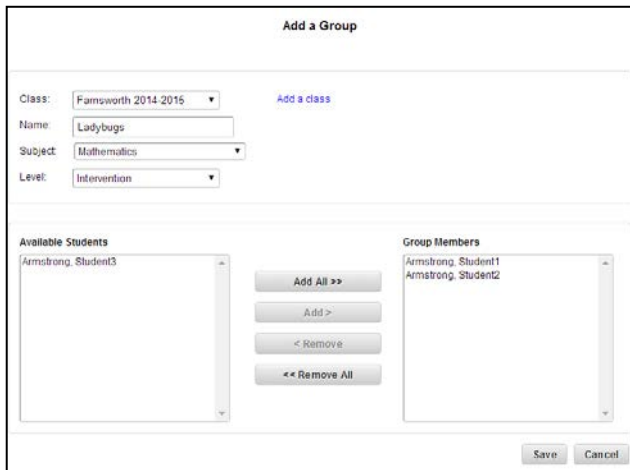 Add a Group
Class: Farnsworth 2014-2015 Add a class
Name: Ladybugs
Subject Mathematics
Level: Intervention
Available Students
Armstrong, Student3
Add All >>
Add >
< Remove
<< Remove All
Group Members
Armstrong, Student1
Armstrong, Student2
Save Cancel